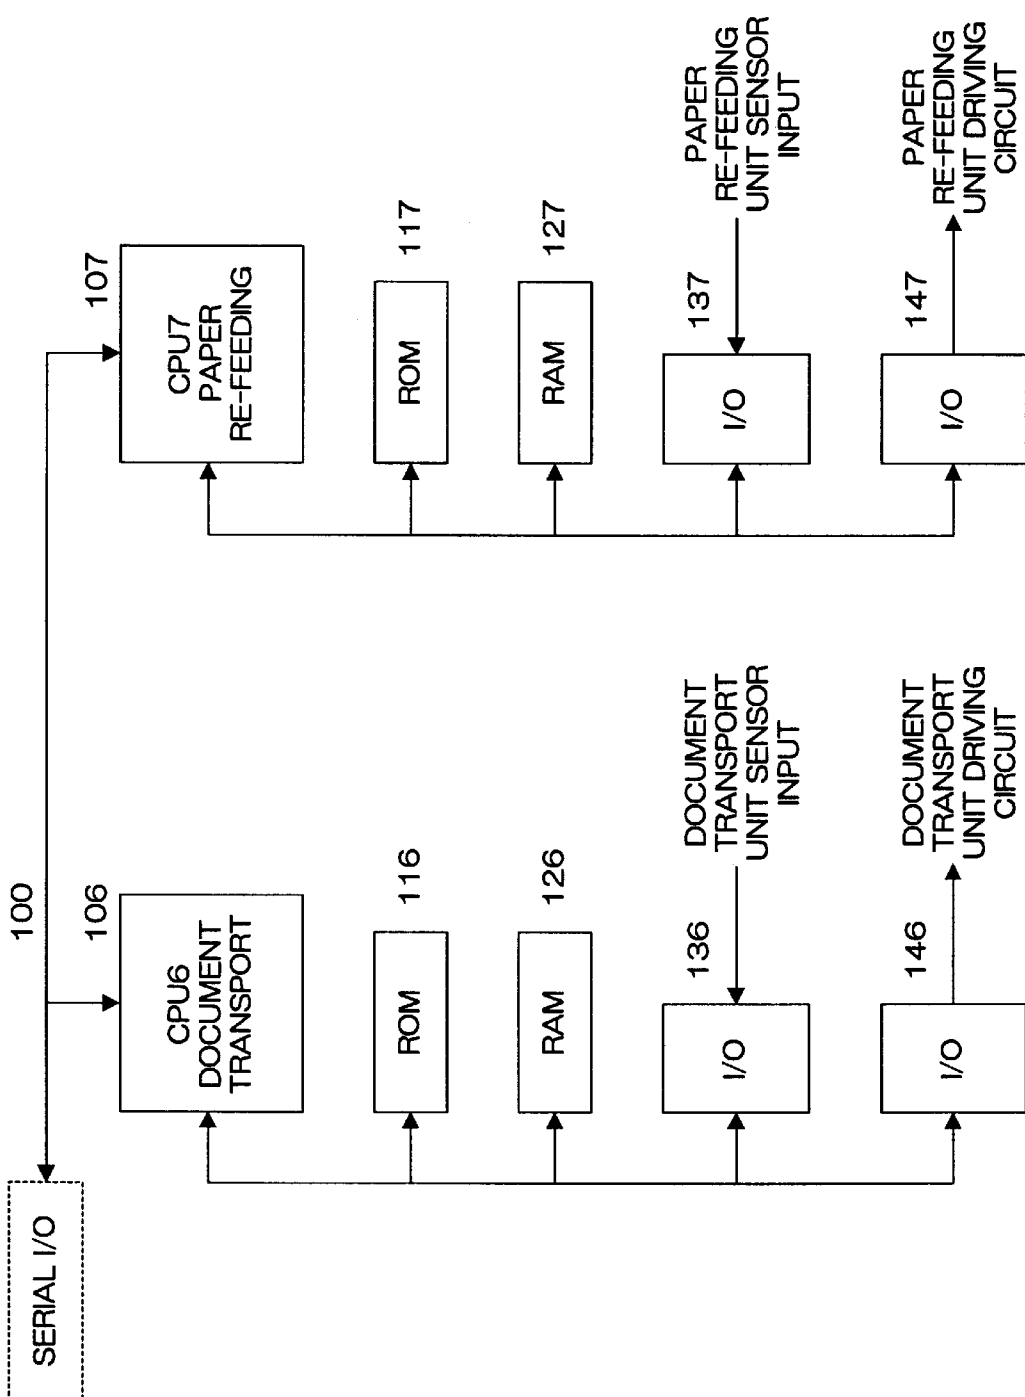 SERIAL I/O
100
106
CPU6
DOCUMENT
TRANSPORT
116
ROM
126
RAM
136
I/O
DOCUMENT
TRANSPORT
UNIT SENSOR
INPUT
146
I/O
DOCUMENT
TRANSPORT
UNIT DRIVING
CIRCUIT
107
CPU7
PAPER
RE-FEEDING
117
ROM
127
RAM
137
I/O
PAPER
RE-FEEDING
UNIT SENSOR
INPUT
147
I/O
PAPER
RE-FEEDING
UNIT DRIVING
CIRCUIT